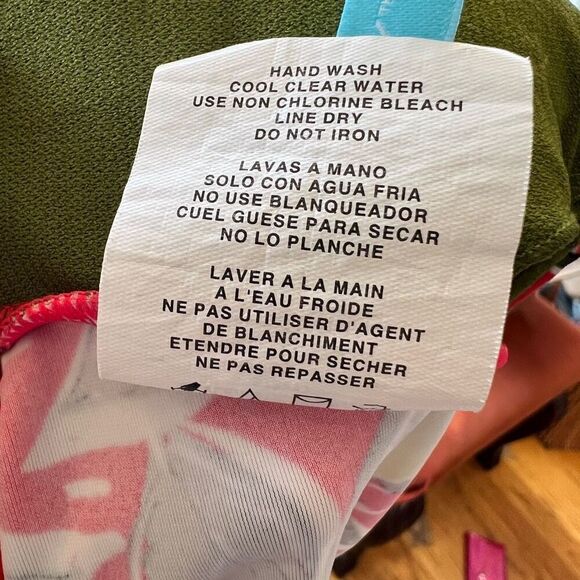 HAND WASH
COOL CLEAR WATER
USE NON CHLORINE BLEACH
LINE DRY
DO NOT IRON
LAVAS A MANO
SOLO CON AGUA FRIA
NO USE BLANQUEADOR
CUEL GUESE PARA SECAR
NO LO PLANCHE
LAVER A LA MAIN
A L'EAU FROIDE
NE PAS UTILISER D'AGENT
DE BLANCHIMENT
ETENDRE POUR SECHER
NE PAS REPASSER